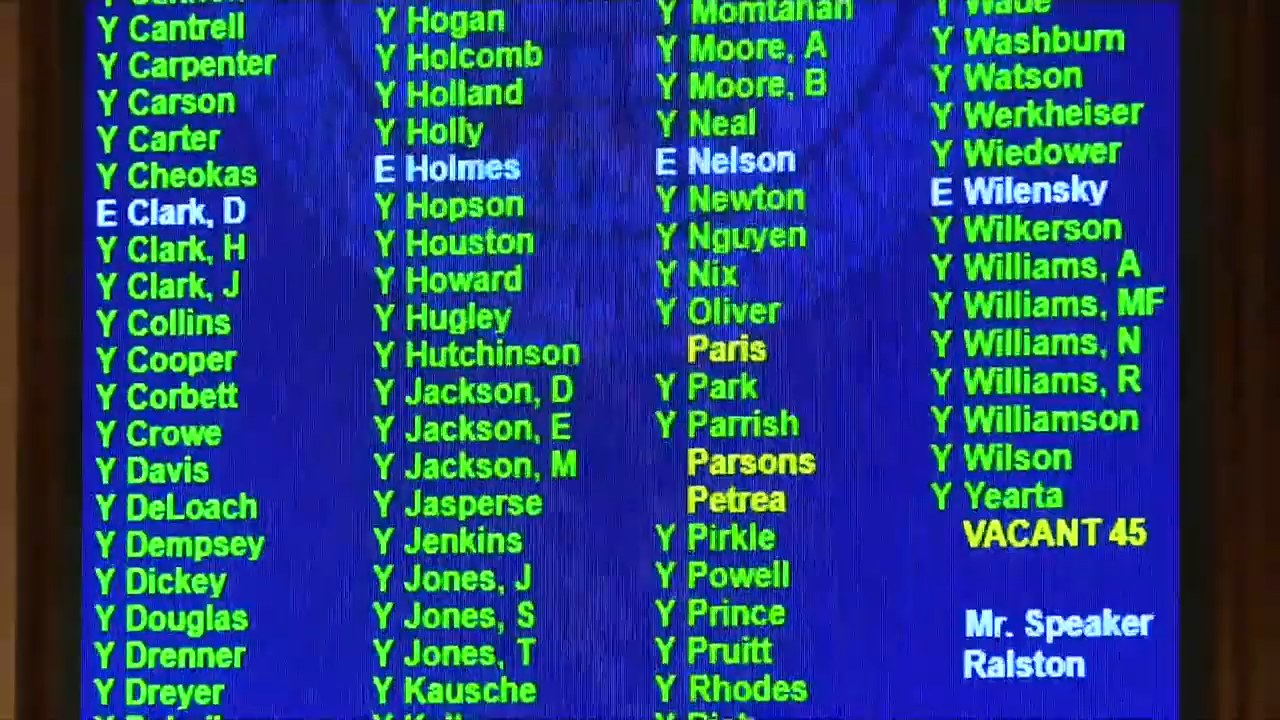 Y Cantrell
Y Carpenter
Y Carson
Y Carter
Y Cheokas
E Clark, D
Y Clark, H
Y Clark, J
Y Collins
Y Cooper
Y Corbett
Y Crowe
Y Davis
Y DeLoach
Y Dempsey
Y Dickey
Y Douglas
Y Drenner
Y Dreyer
Y Hogan
Y Holcomb
Y Holland
Y Holly
E Holmes
Y Hopson
Y Houston
Y Howard
Y Hugley
Y Hutchinson
Y Jackson, D
Y Jackson, E
Y Jackson, M
Y Jasperse
Y Jenkins
Y Jones, J
Y Jones, S
Y Jones, T
Y Kausche
Y Momtahan
Y Moore, A
Y Moore, B
Y Neal
E Nelson
Y Newton
Y Nguyen
Y Nix
Y Oliver
Paris
Y Park
Y Parrish
Parsons
Petrea
Y Pirkle
Y Powell
Y Prince
Y Pruitt
Y Rhodes
Y Wade
Y Washburn
Y Watson
Y Werkheiser
Y Wiedower
E Wilensky
Y Wilkerson
Y Williams, A
Y Williams, MF
Y Williams, N
Y Williams, R
Y Williamson
Y Wilson
Y Yearta
VACANT 45
Mr. Speaker
Ralston